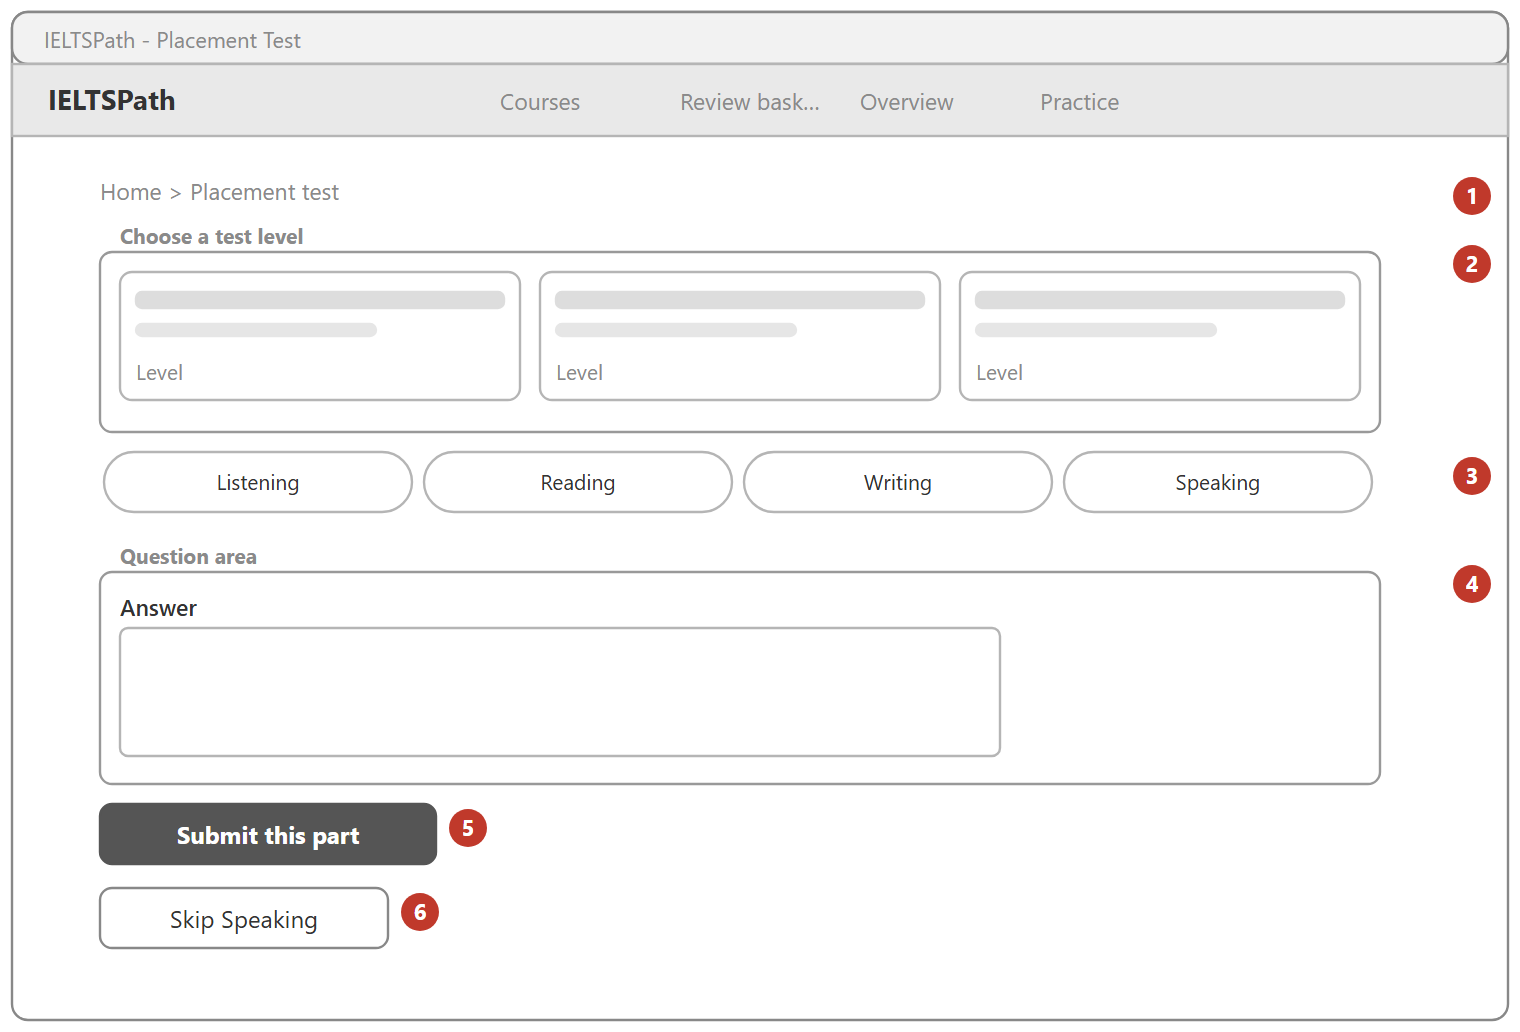 IELTSPath - Placement Test
IELTSPath Courses Review bask... Overview Practice
Home > Placement test
1
Choose a test level
2
Level Level Level
Listening Reading Writing Speaking
3
Question area
4
Answer
Submit this part
5
Skip Speaking
6